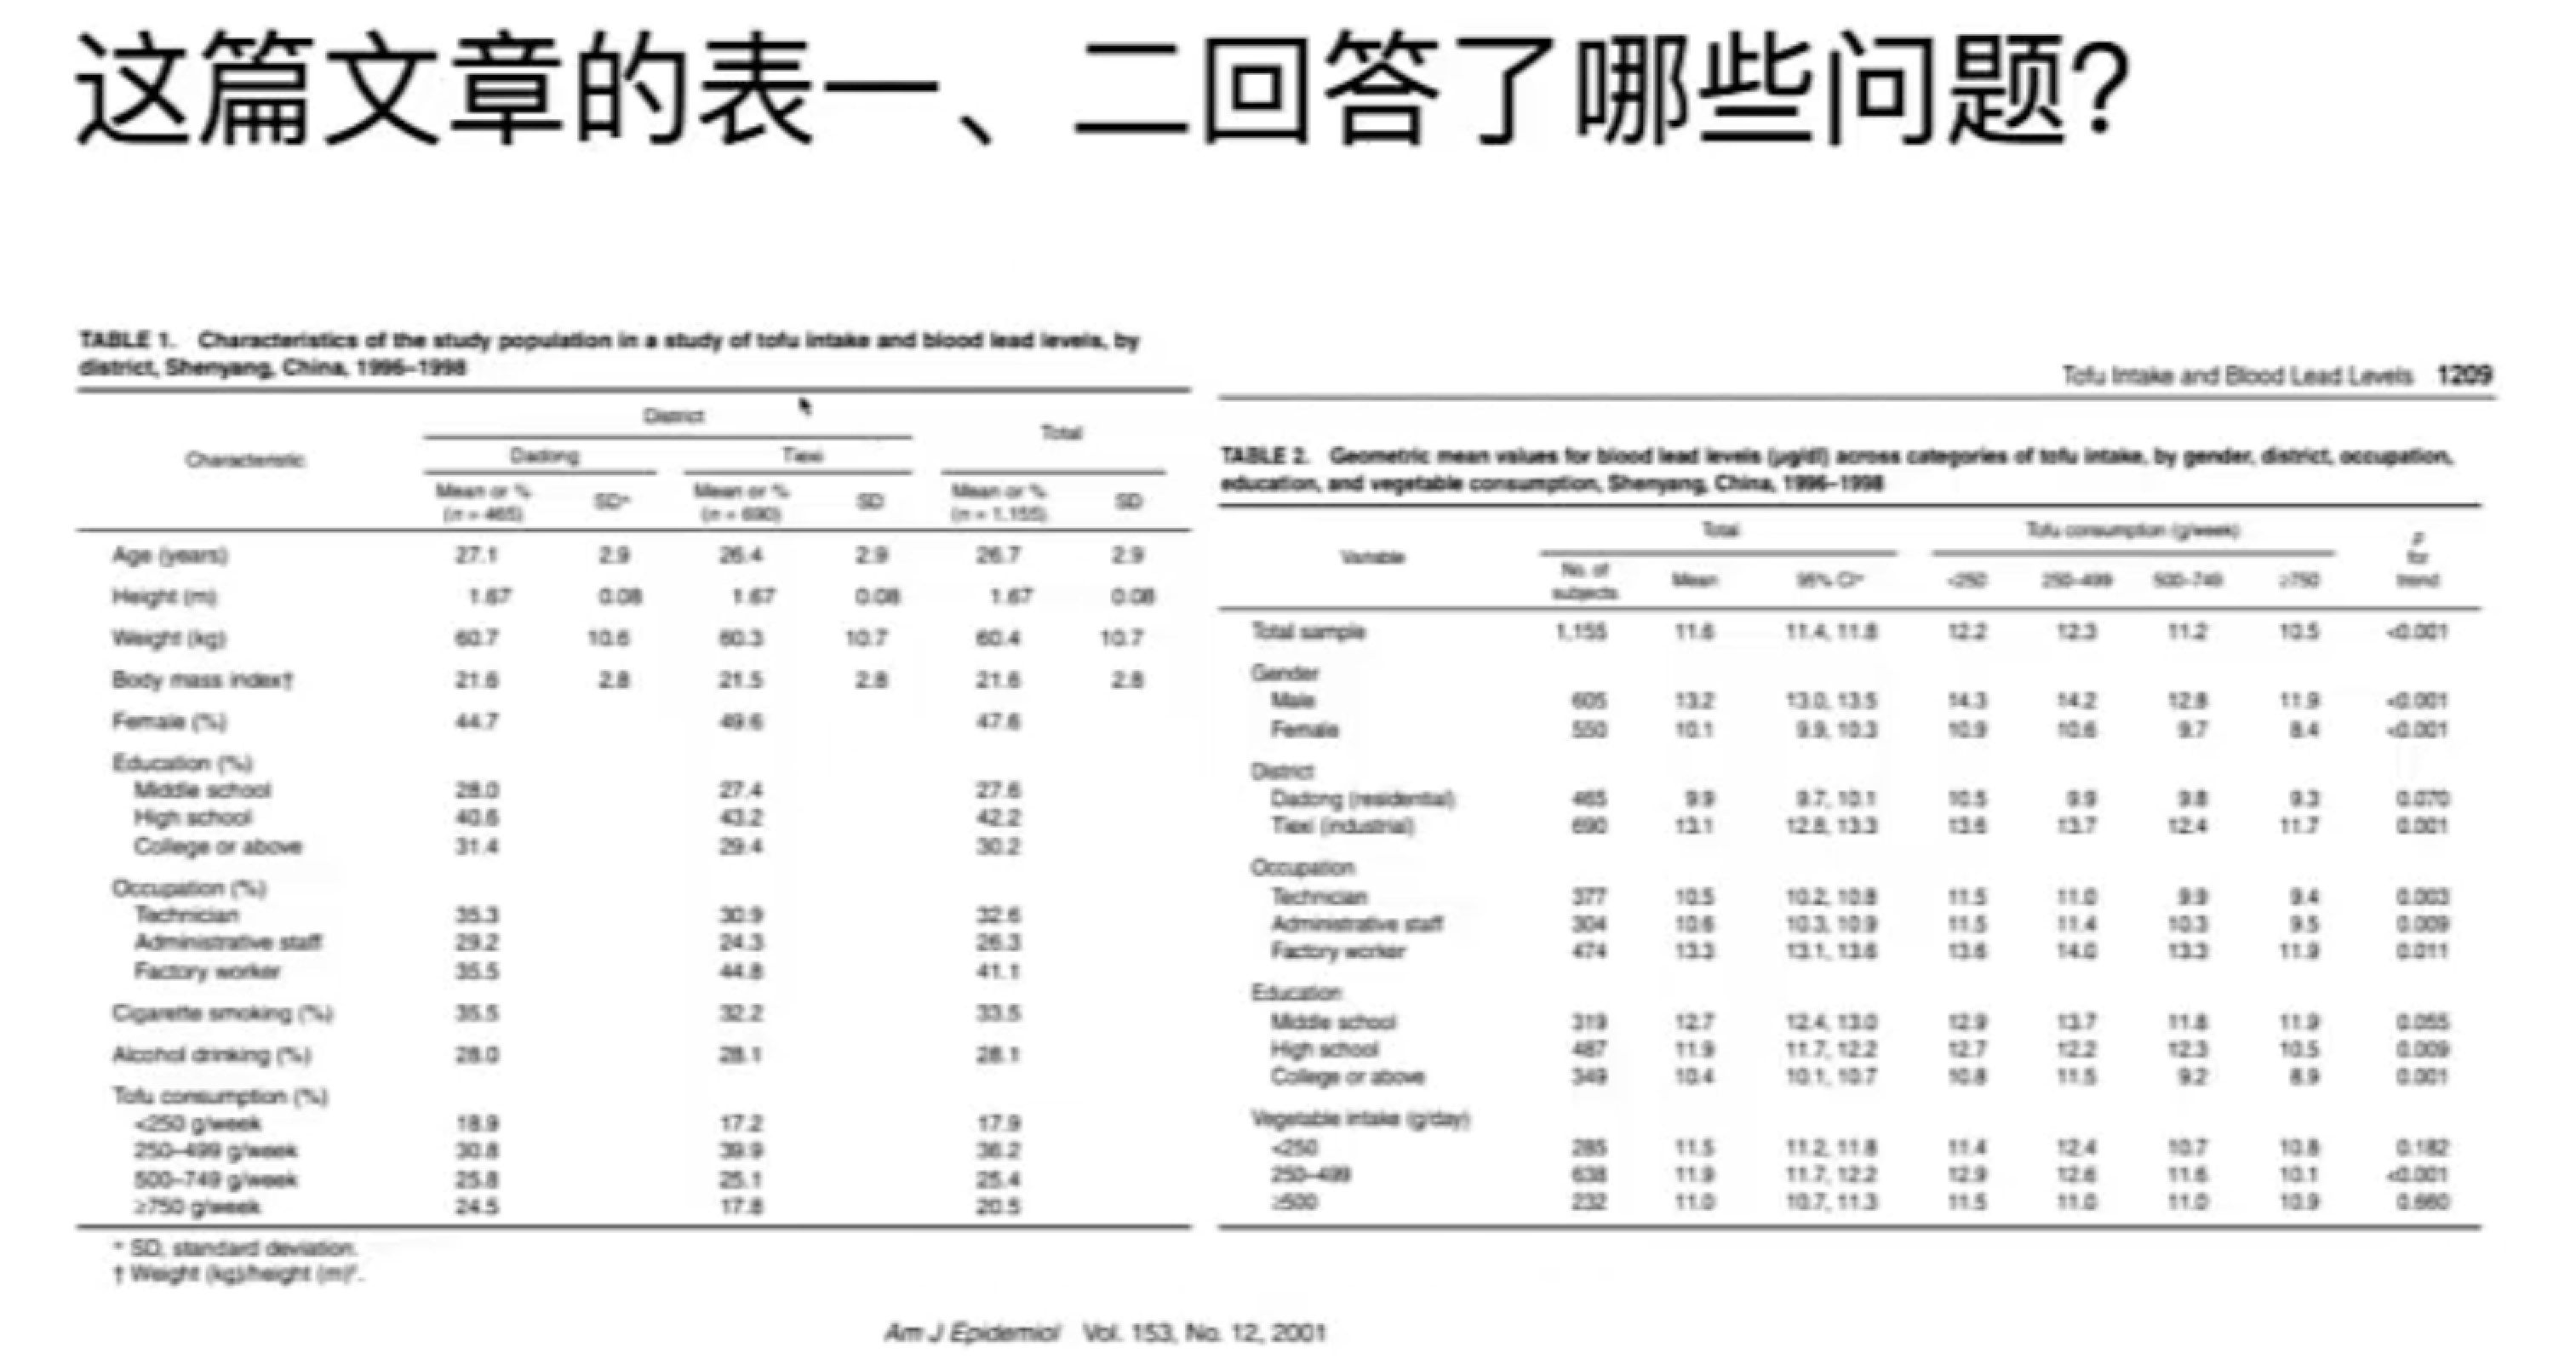 这篇文章的表一、二回答了哪些问题?
TABLE 1. Characteristics of the study population in a study of tofu intake and blood lead levels, by
district, Shenyang, China, 1996–1998
District
Total
Characteristic
Dadong
Tiexi
Mean or % (n = 465) SD* Mean or % (n = 690) SD Mean or % (n = 1,155) SD
Age (years) 27.1 2.9 26.4 2.9 26.7 2.9
Height (m) 1.67 0.08 1.67 0.08 1.67 0.08
Weight (kg) 60.7 10.6 60.3 10.7 60.4 10.7
Body mass index† 21.6 2.8 21.5 2.8 21.6 2.8
Female (%) 44.7 49.6 47.6
Education (%)
Middle school 28.0 27.4 27.6
High school 40.6 43.2 42.2
College or above 31.4 29.4 30.2
Occupation (%)
Technician 35.3 30.9 32.6
Administrative staff 29.2 24.3 26.3
Factory worker 35.5 44.8 41.1
Cigarette smoking (%) 35.5 32.2 33.5
Alcohol drinking (%) 28.0 28.1 28.1
Tofu consumption (%)
<250 g/week 18.9 17.2 17.9
250–499 g/week 30.8 39.9 36.2
500–749 g/week 25.8 25.1 25.4
≥750 g/week 24.5 17.8 20.5
* SD, standard deviation.
† Weight (kg)/height (m)².
Tofu Intake and Blood Lead Levels 1209
TABLE 2. Geometric mean values for blood lead levels (µg/dl) across categories of tofu intake, by gender, district, occupation,
education, and vegetable consumption, Shenyang, China, 1996–1998
Total
Tofu consumption (g/week)
Variable
No. of subjects Mean 95% CI* <250 250–499 500–749 ≥750 p for trend
Total sample 1,155 11.6 11.4, 11.8 12.2 12.3 11.2 10.5 <0.001
Gender
Male 605 13.2 13.0, 13.5 14.3 14.2 12.8 11.9 <0.001
Female 550 10.1 9.9, 10.3 10.9 10.6 9.7 8.4 <0.001
District
Dadong (residential) 465 9.9 9.7, 10.1 10.5 9.9 9.8 9.3 0.070
Tiexi (industrial) 690 13.1 12.8, 13.3 13.6 13.7 12.4 11.7 0.001
Occupation
Technician 377 10.5 10.2, 10.8 11.5 11.0 9.9 9.4 0.003
Administrative staff 304 10.6 10.3, 10.9 11.5 11.4 10.3 9.5 0.009
Factory worker 474 13.3 13.1, 13.6 13.6 14.0 13.3 11.9 0.011
Education
Middle school 319 12.7 12.4, 13.0 12.9 13.7 11.8 11.9 0.055
High school 487 11.9 11.7, 12.2 12.7 12.2 12.3 10.5 0.009
College or above 349 10.4 10.1, 10.7 10.8 11.5 9.2 8.9 0.001
Vegetable intake (g/day)
<250 285 11.5 11.2, 11.8 11.4 12.4 10.7 10.8 0.182
250–499 638 11.9 11.7, 12.2 12.9 12.6 11.6 10.1 <0.001
≥500 232 11.0 10.7, 11.3 11.5 11.0 11.0 10.9 0.660
Am J Epidemiol Vol. 153, No. 12, 2001